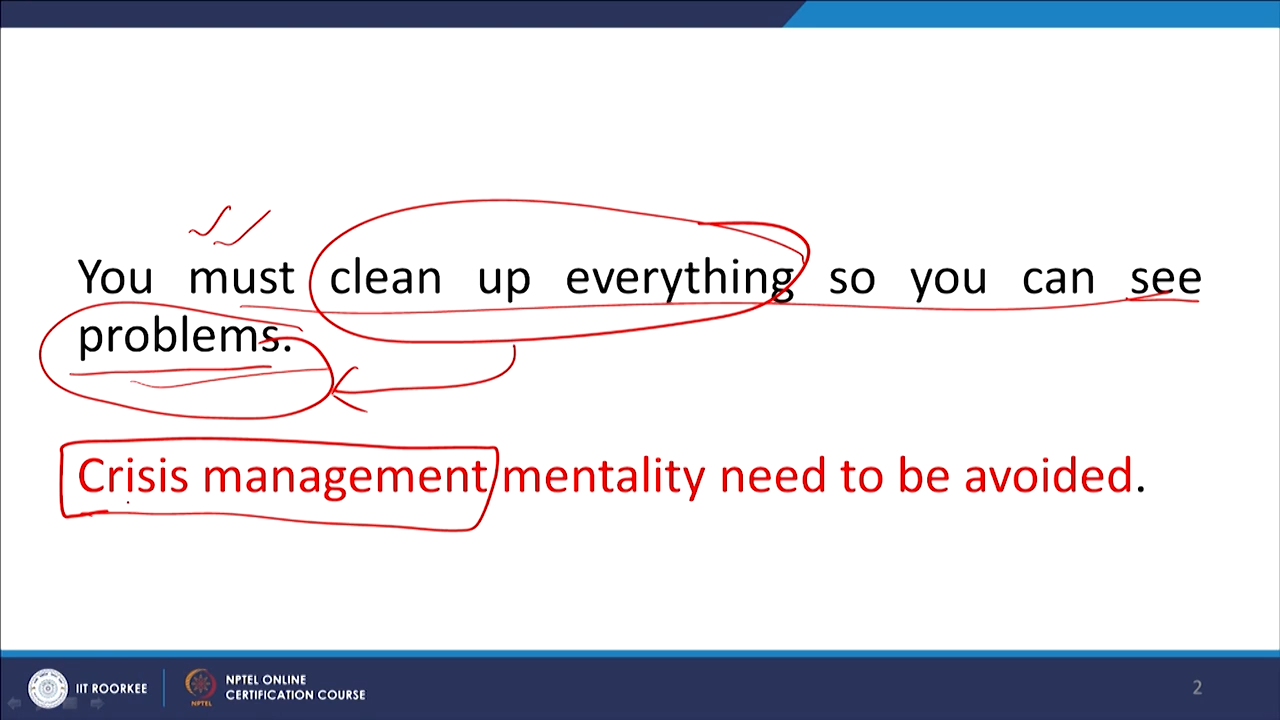 You must clean up everything so you can see
problems.
Crisis management mentality need to be avoided.
IIT ROORKEE
NPTEL ONLINE
CERTIFICATION COURSE
NPTEL
2